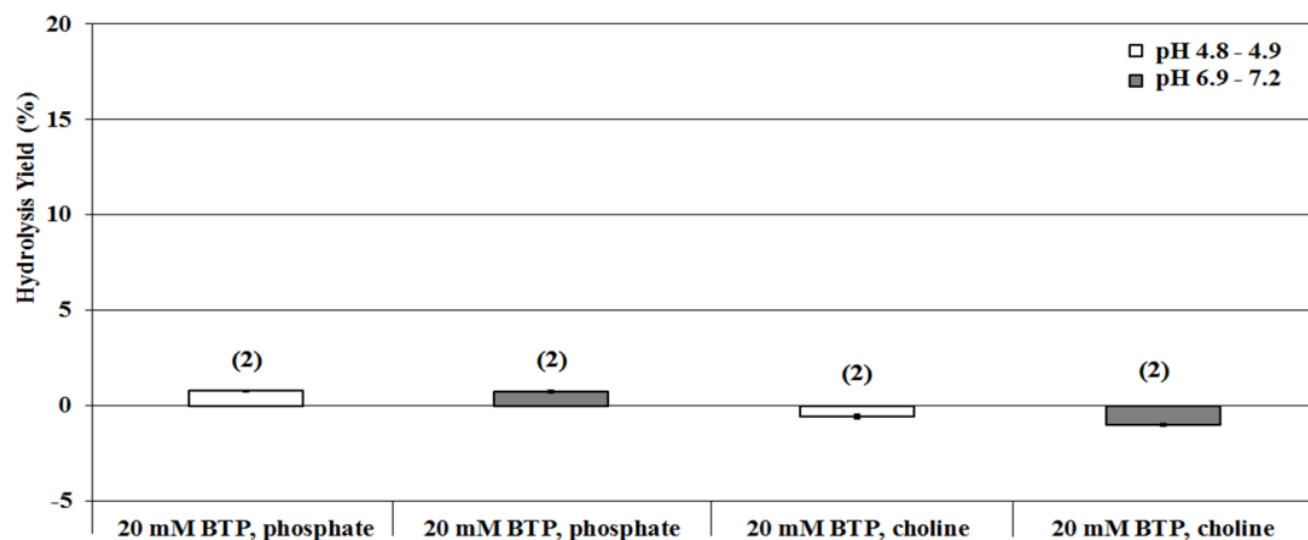 Hydrolysis Yield (%)
20
15
10
5
0
-5
pH 4.8 - 4.9
pH 6.9 - 7.2
(2)
(2)
(2)
(2)
20 mM BTP, phosphate
20 mM BTP, phosphate
20 mM BTP, choline
20 mM BTP, choline